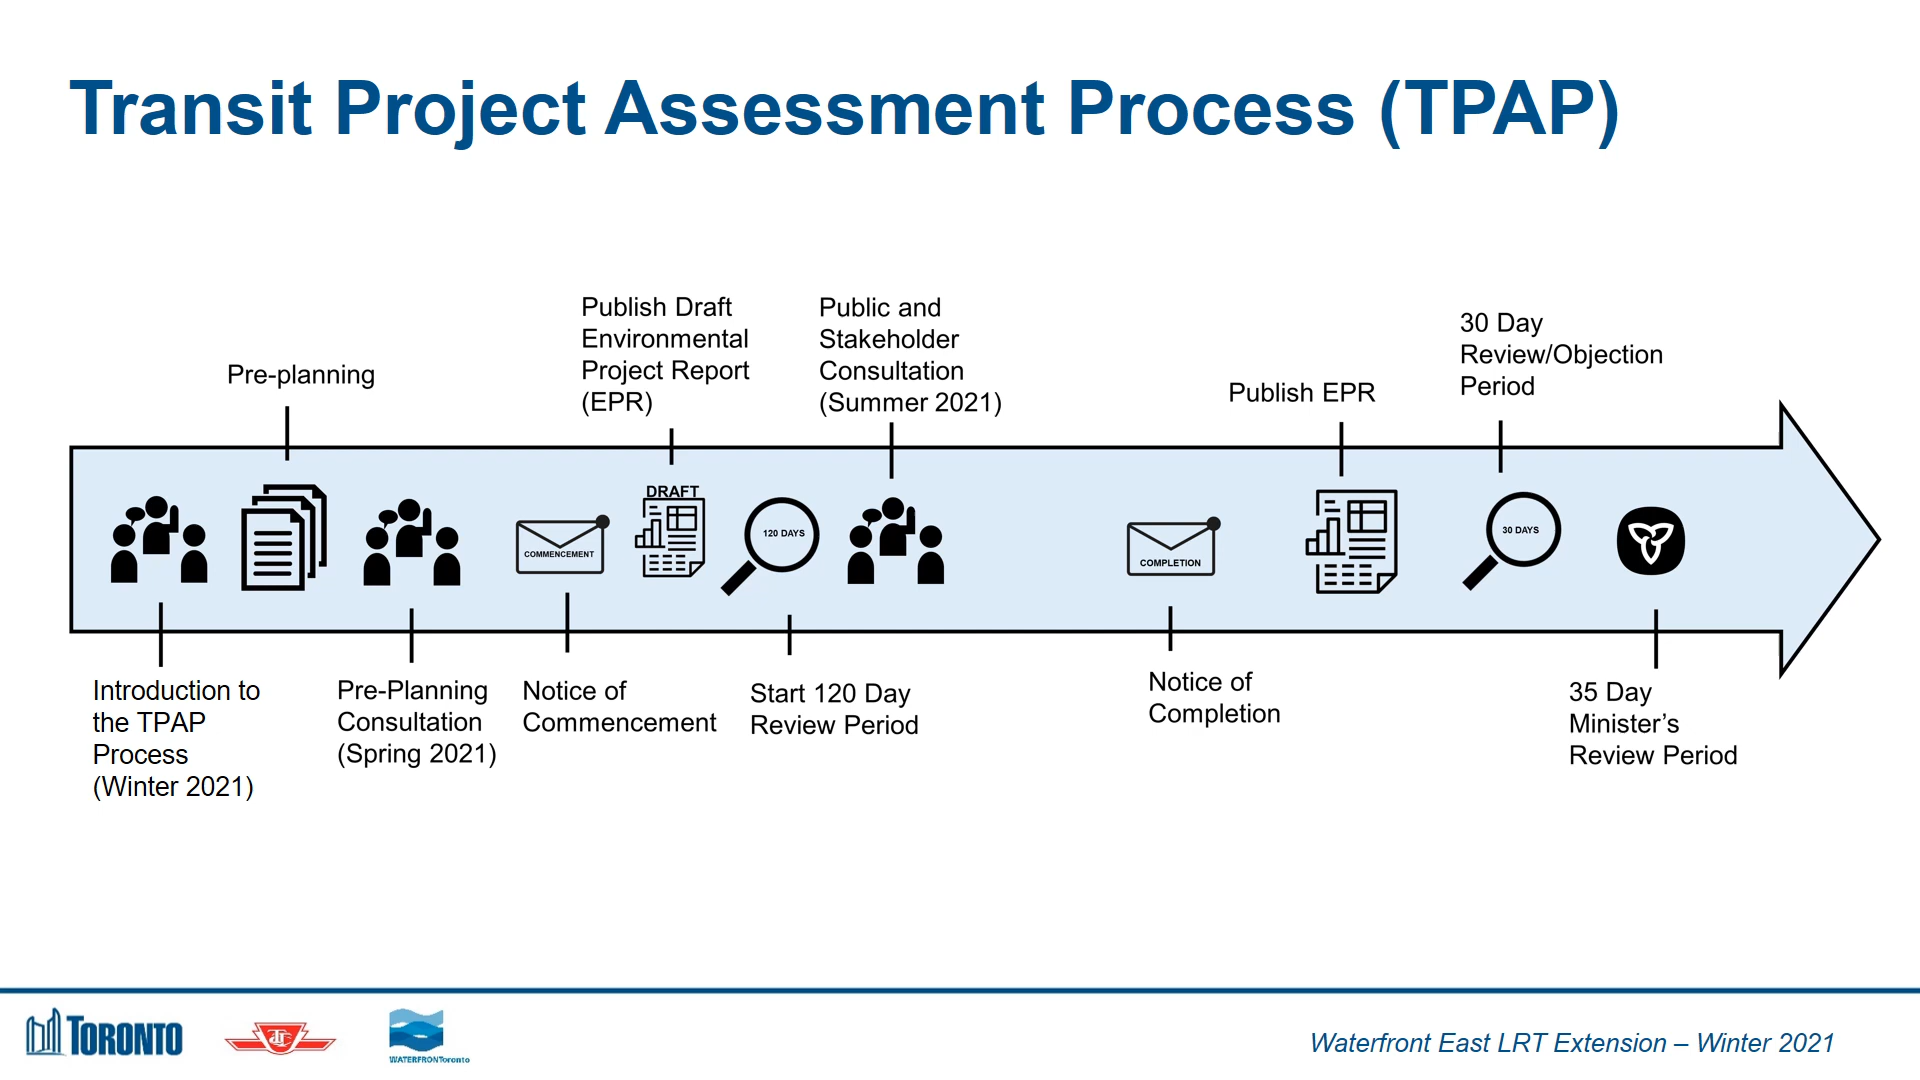 Transit Project Assessment Process (TPAP)
Pre-planning
Publish Draft
Environmental
Project Report
(EPR)
Public and
Stakeholder
Consultation
(Summer 2021)
Publish EPR
30 Day
Review/Objection
Period
COMMENCEMENT
DRAFT
120 DAYS
COMPLETION
30 DAYS
Introduction to
the TPAP
Process
(Winter 2021)
Pre-Planning
Consultation
(Spring 2021)
Notice of
Commencement
Start 120 Day
Review Period
Notice of
Completion
35 Day
Minister’s
Review Period
TORONTO
TTC
WATERFRONToronto
Waterfront East LRT Extension – Winter 2021